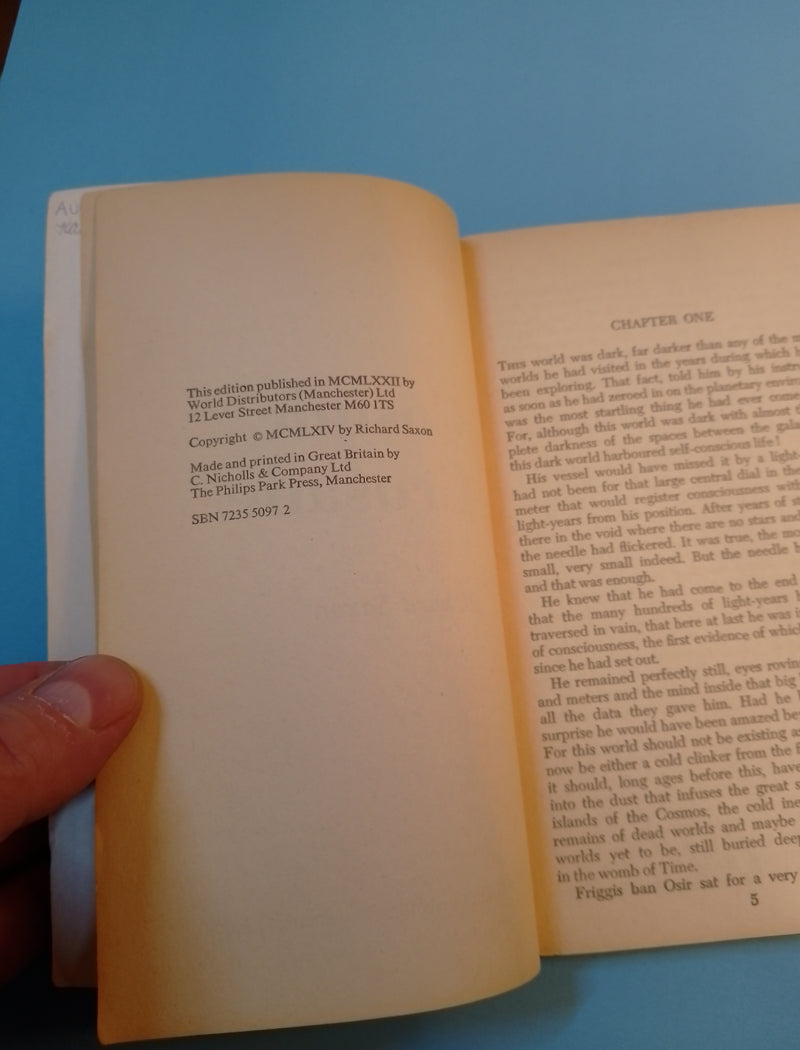 AU
This edition published in MCMLXXII by
World Distributors (Manchester) Ltd
12 Lever Street Manchester M60 1TS
Copyright © MCMLXIV by Richard Saxon
Made and printed in Great Britain by
C. Nicholls & Company Ltd
The Philips Park Press, Manchester
SBN 7235 5097 2
CHAPTER ONE
THIS world was dark, far darker than any of the
worlds he had visited in the years during which
been exploring. That fact, told him by his
as soon as he had zeroed in on the planetary
was the most startling thing he had ever
For, although this world was dark with almost
plete darkness of the spaces between the
this dark world harboured self-conscious life!
His vessel would have missed it by a light-
had not been for that large central dial in the
meter that would register consciousness
light-years from his position. After years of
there in the void where there are no stars and
the needle had flickered. It was true, the
small, very small indeed. But the needle
and that was enough.
He knew that he had come to the end
that the many hundreds of light-years
traversed in vain, that here at last he was
of consciousness, the first evidence of
since he had set out.
He remained perfectly still, eyes
and meters and the mind inside that big
all the data they gave him. Had he
surprise he would have been amazed
For this world should not be existing
now be either a cold clinker from the
it should, long ages before this, have
into the dust that infuses the great
islands of the Cosmos, the cold
remains of dead worlds and maybe
worlds yet to be, still buried
in the womb of Time.
Friggis ban Osir sat for a very
5